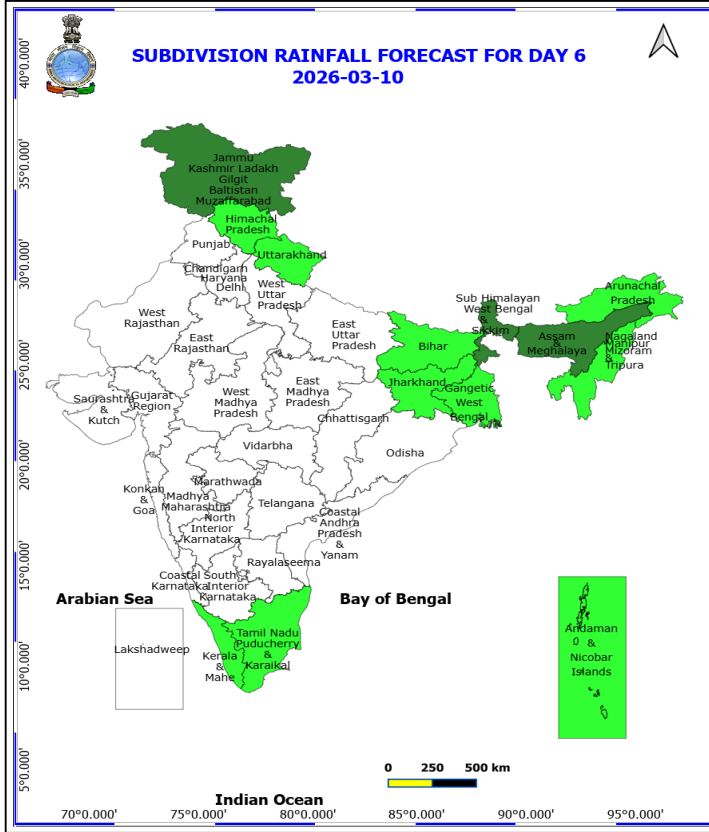 SUBDIVISION RAINFALL FORECAST FOR DAY 6
2026-03-10
40°0.000'
35°0.000'
30°0.000'
25°0.000'
20°0.000'
15°0.000'
10°0.000'
5°0.000'
Jammu
Kashmir Ladakh
Gilgit
Baltistan
Muzaffarabad
Himachal
Pradesh
Punjab
Uttarakhand
Chandigarh
Haryana
Delhi
West
Uttar
Pradesh
West
Rajasthan
East
Rajasthan
East
Uttar
Pradesh
Sub Himalayan
West Bengal
&
Sikkim
Arunachal
Pradesh
Assam
&
Meghalaya
Nagaland
Manipur
Mizoram
&
Tripura
Bihar
Jharkhand
Gangetic
West
Bengal
Saurashtra
&
Kutch
Gujarat
Region
West
Madhya
Pradesh
East
Madhya
Pradesh
Chhattisgarh
Odisha
Vidarbha
Marathwada
Konkan
&
Goa
Madhya
Maharashtra
North
Interior
Karnataka
Telangana
Coastal
Andhra
Pradesh
&
Yanam
Rayalaseema
Coastal
Karnataka
South
Interior
Karnataka
Arabian Sea
Bay of Bengal
Lakshadweep
Kerala
&
Mahe
Tamil Nadu
Puducherry
&
Karaikal
Andaman
&
Nicobar
Islands
0 250 500 km
Indian Ocean
70°0.000' 75°0.000' 80°0.000' 85°0.000' 90°0.000' 95°0.000'